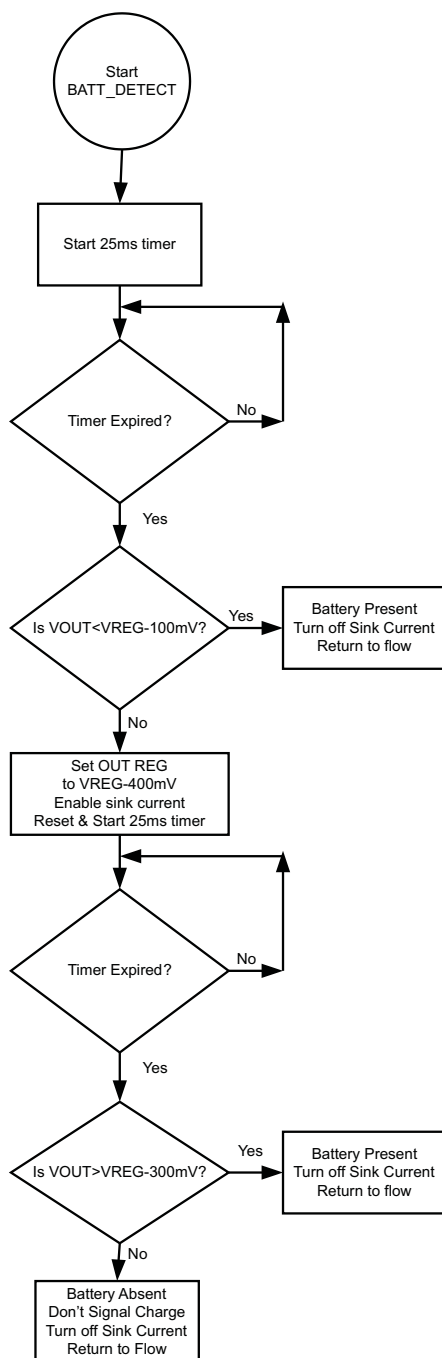 Start
BATT_DETECT
Start 25ms timer
Timer Expired?
No
Yes
Is VOUT<VREG-100mV?
Yes
Battery Present
Turn off Sink Current
Return to flow
No
Set OUT REG
to VREG-400mV
Enable sink current
Reset & Start 25ms timer
Timer Expired?
No
Yes
Is VOUT>VREG-300mV?
Yes
Battery Present
Turn off Sink Current
Return to flow
No
Battery Absent
Don't Signal Charge
Turn off Sink Current
Return to Flow